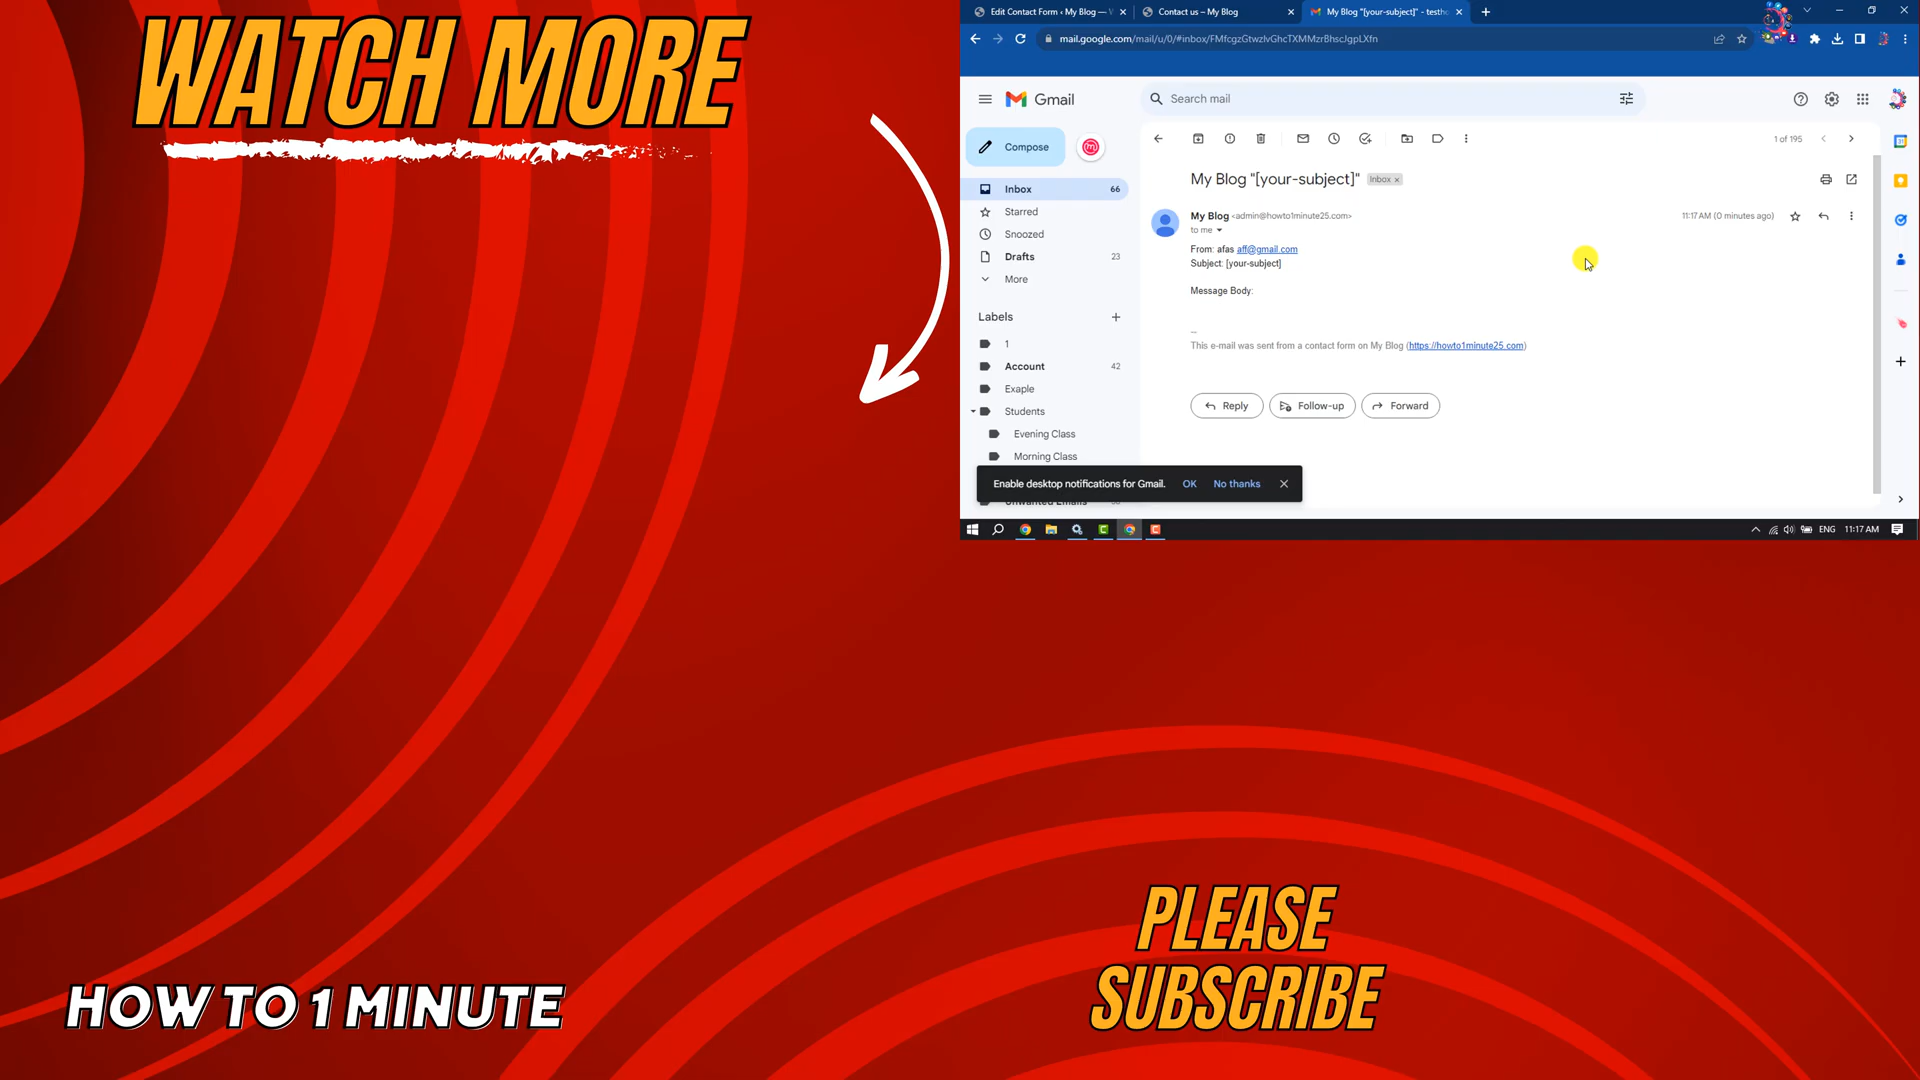 WATCH MORE
Edit Contact Form ‹ My Blog — W
Contact us – My Blog
My Blog "[your-subject]" - testh
mail.google.com/mail/u/0/#inbox/FMfcgzGtwzlvGhcTXMMzrBhscJgpLXfn
Gmail
Search mail
Compose
1 of 195
Inbox 66
Starred
Snoozed
Drafts 23
More
Labels
1
Account 42
Exaple
Students
Evening Class
Morning Class
Unwanted Emails
My Blog "[your-subject]" Inbox ×
My Blog <admin@howto1minute25.com> 11:17 AM (0 minutes ago)
to me
From: afas aff@gmail.com
Subject: [your-subject]
Message Body:
--
This e-mail was sent from a contact form on My Blog (https://howto1minute25.com)
Reply Follow-up Forward
Enable desktop notifications for Gmail. OK No thanks
ENG 11:17 AM
PLEASE
SUBSCRIBE
HOW TO 1 MINUTE